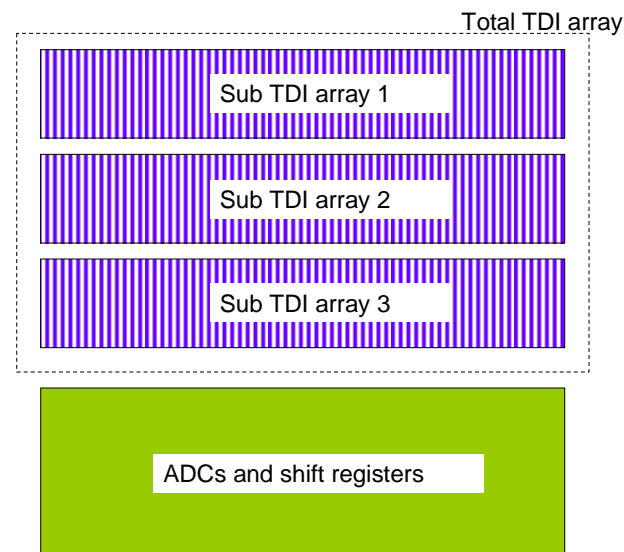 Total TDI array
Sub TDI array 1
Sub TDI array 2
Sub TDI array 3
ADCs and shift registers